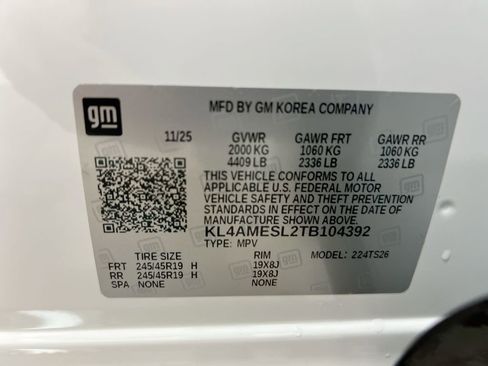 gm
MFD BY GM KOREA COMPANY
11/25 GVWR GAWR FRT GAWR RR
2000 KG 1060 KG 1060 KG
4409 LB 2336 LB 2336 LB
THIS VEHICLE CONFORMS TO ALL
APPLICABLE U.S. FEDERAL MOTOR
VEHICLE SAFETY AND THEFT PREVENTION
STANDARDS IN EFFECT ON THE DATE OF
MANUFACTURE SHOWN ABOVE.
KL4AMESL2TB104392
TYPE: MPV
TIRE SIZE RIM MODEL: 224TS26
FRT 245/45R19 H 19X8J
RR 245/45R19 H 19X8J
SPA NONE NONE